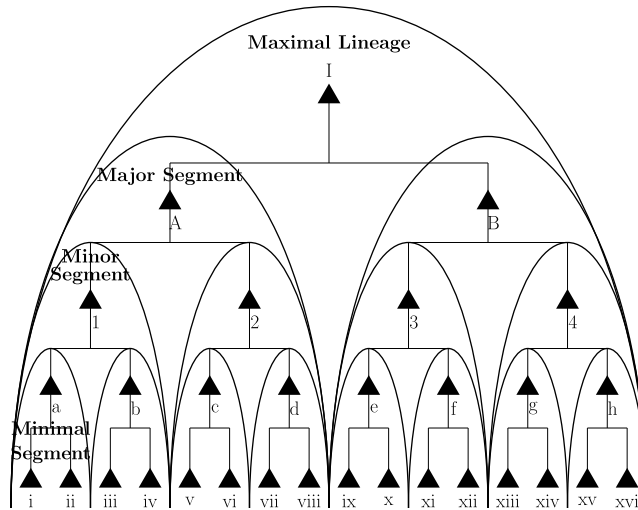 Maximal Lineage
I
Major Segment
A B
Minor
Segment
1 2 3 4
a b c d e f g h
Minimal
Segment
i ii iii iv v vi vii viii ix x xi xii xiii xiv xv xvi